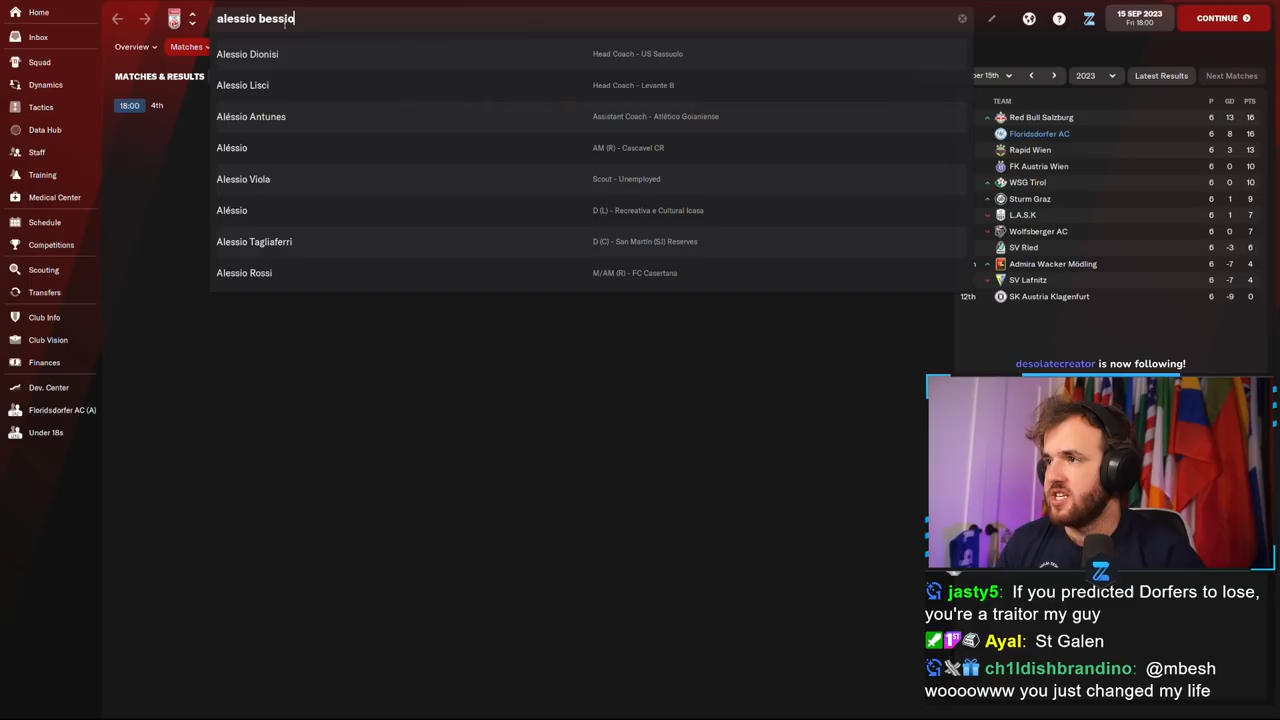 Home
alessio bessio
15 SEP 2023
Fri 18:00
CONTINUE
Inbox
Overview
Matches
Squad
MATCHES & RESULTS
Dynamics
18:00 4th
Tactics
Data Hub
Staff
Training
Medical Center
Schedule
Competitions
Scouting
Transfers
Club Info
Club Vision
Finances
Dev. Center
Floridsdorfer AC (A)
Under 18s
Alessio Dionisi Head Coach - US Sassuolo
Alessio Lisci Head Coach - Levante B
Aléssio Antunes Assistant Coach - Atlético Goianiense
Aléssio AM (R) - Cascavel CR
Alessio Viola Scout - Unemployed
Aléssio D (L) - Recreativa e Cultural Icasa
Alessio Tagliaferri D (C) - San Martín (SJ) Reserves
Alessio Rossi M/AM (R) - FC Casertana
per 15th 2023 Latest Results Next Matches
TEAM P GD PTS
Red Bull Salzburg 6 13 16
Floridsdorfer AC 6 8 16
Rapid Wien 6 3 13
FK Austria Wien 6 0 10
WSG Tirol 6 0 10
Sturm Graz 6 1 9
L.A.S.K 6 1 7
Wolfsberger AC 6 0 7
SV Ried 6 -3 6
Admira Wacker Mödling 6 -7 4
SV Lafnitz 6 -7 4
12th SK Austria Klagenfurt 6 -9 0
desolatecreator is now following!
jasty5: If you predicted Dorfers to lose,
you're a traitor my guy
Ayal: St Galen
ch1ldishbrandino: @mbesh
woooowww you just changed my life